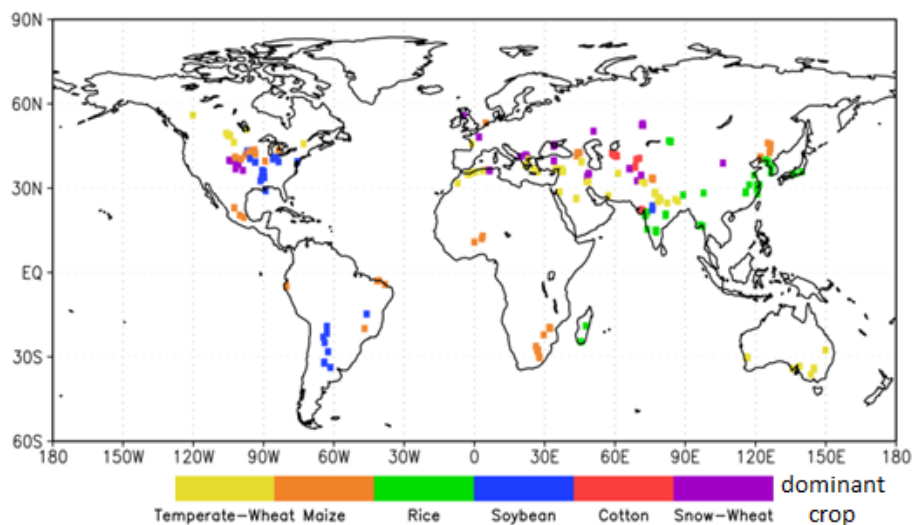 90N
60N
30N
EQ
30S
60S
180 150W 120W 90W 60W 30W 0 30E 60E 90E 120E 150E 180
Temperate-Wheat Maize Rice Soybean Cotton Snow-Wheat
dominant
crop